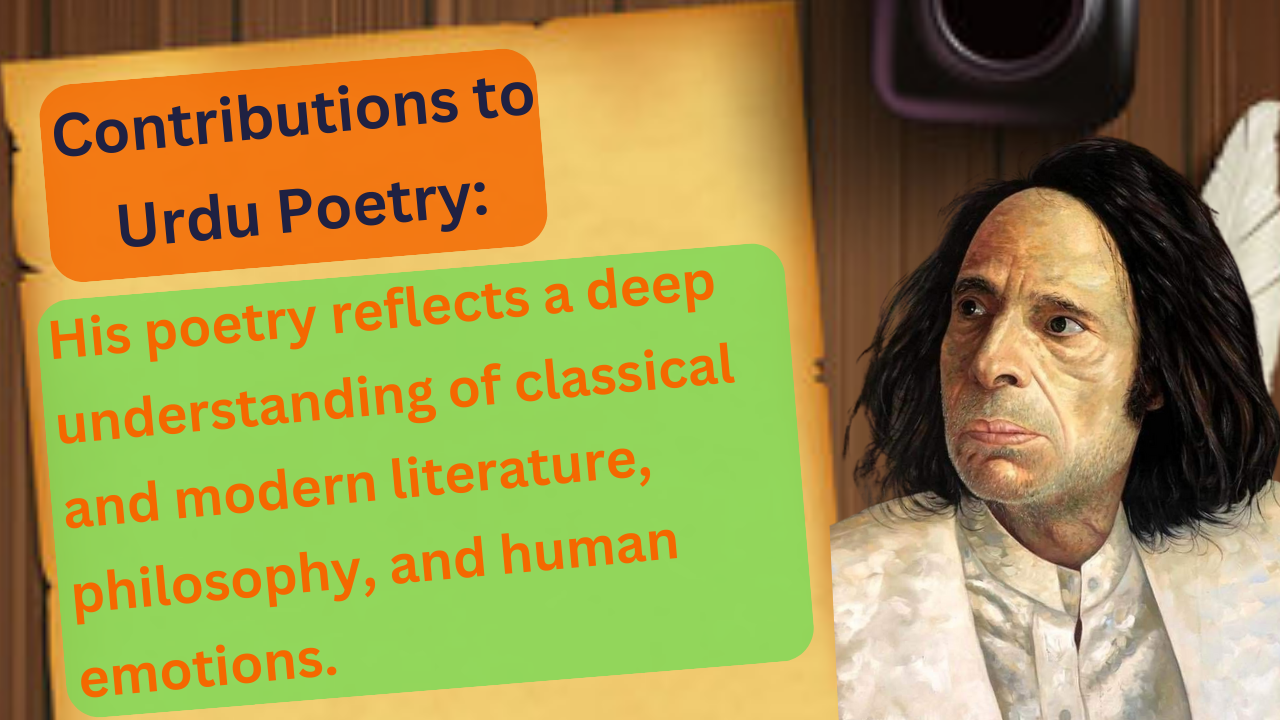 Contributions to
Urdu Poetry:
His poetry reflects a deep
understanding of classical
and modern literature,
philosophy, and human
emotions.